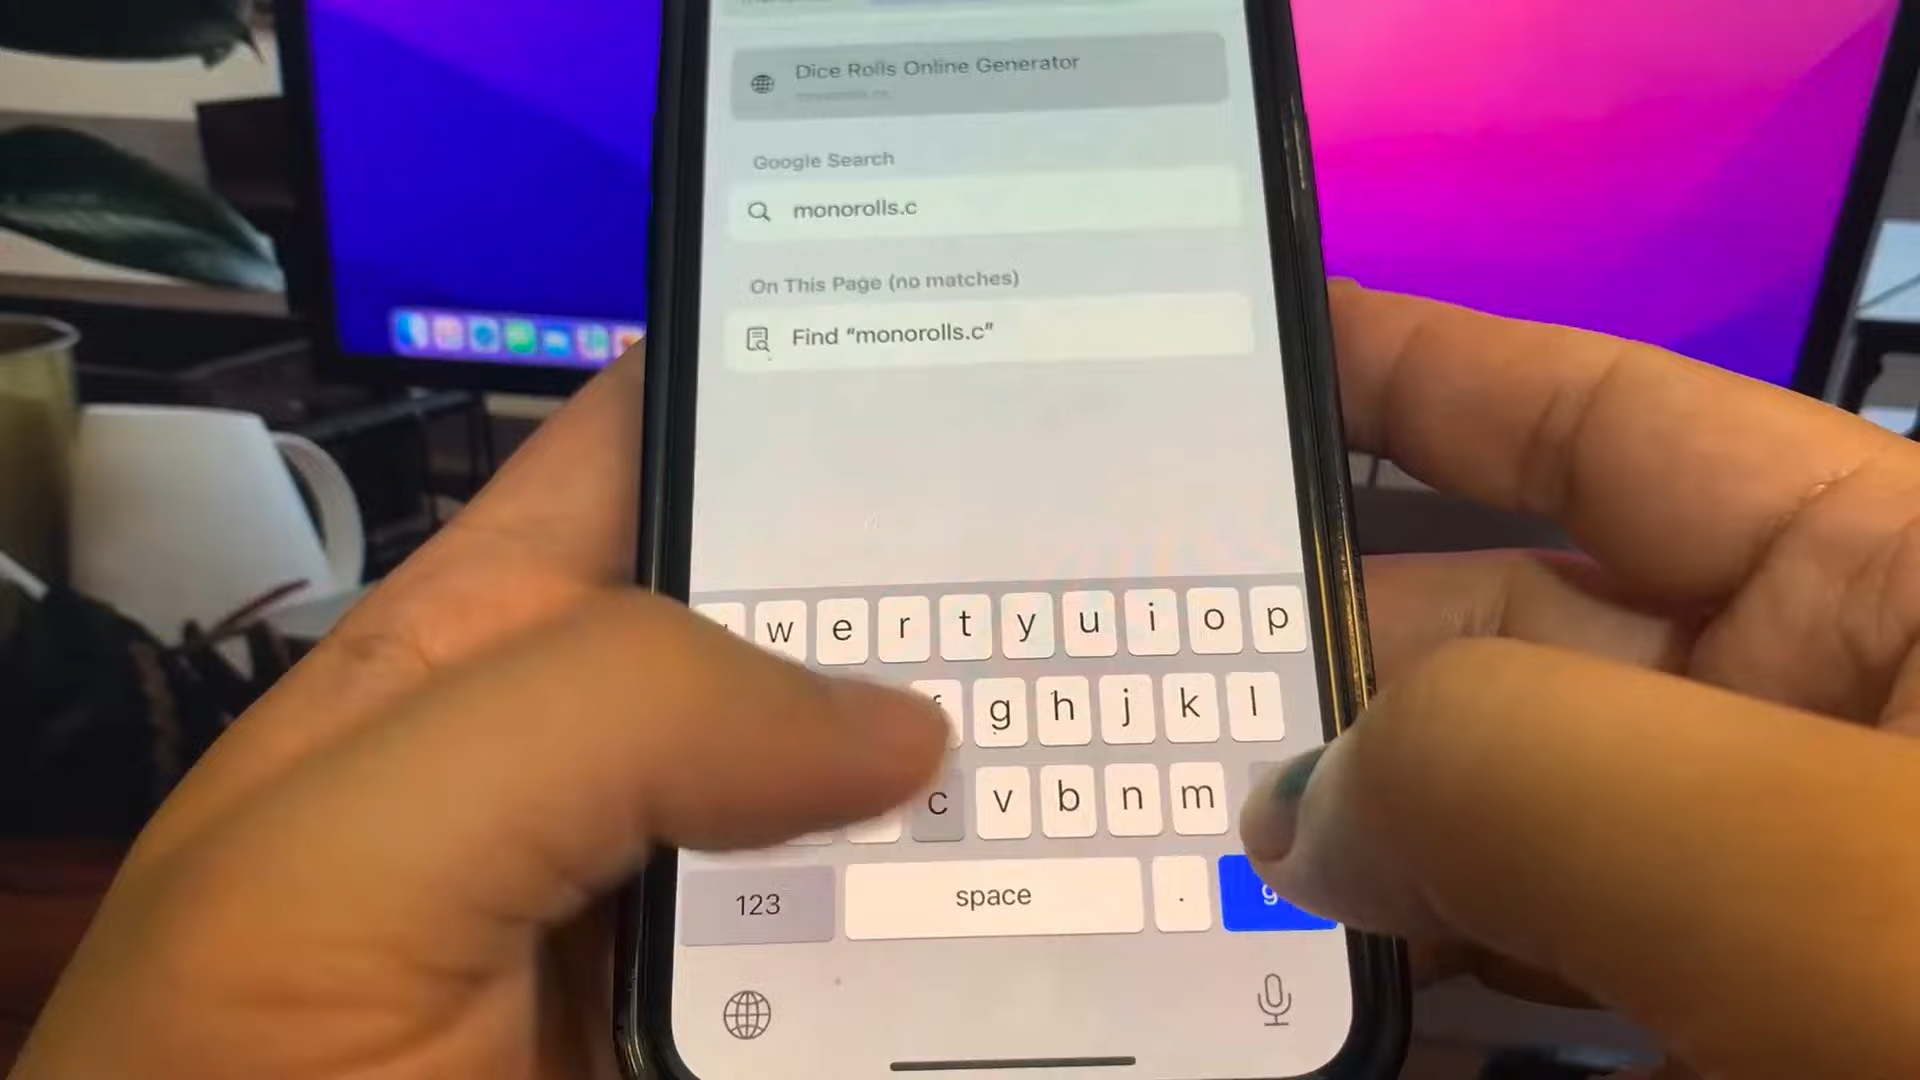 Dice Rolls Online Generator
Google Search
monorolls.c
On This Page (no matches)
Find “monorolls.c”
w e r t y u i o p
g h j k l
c v b n m
123 space .